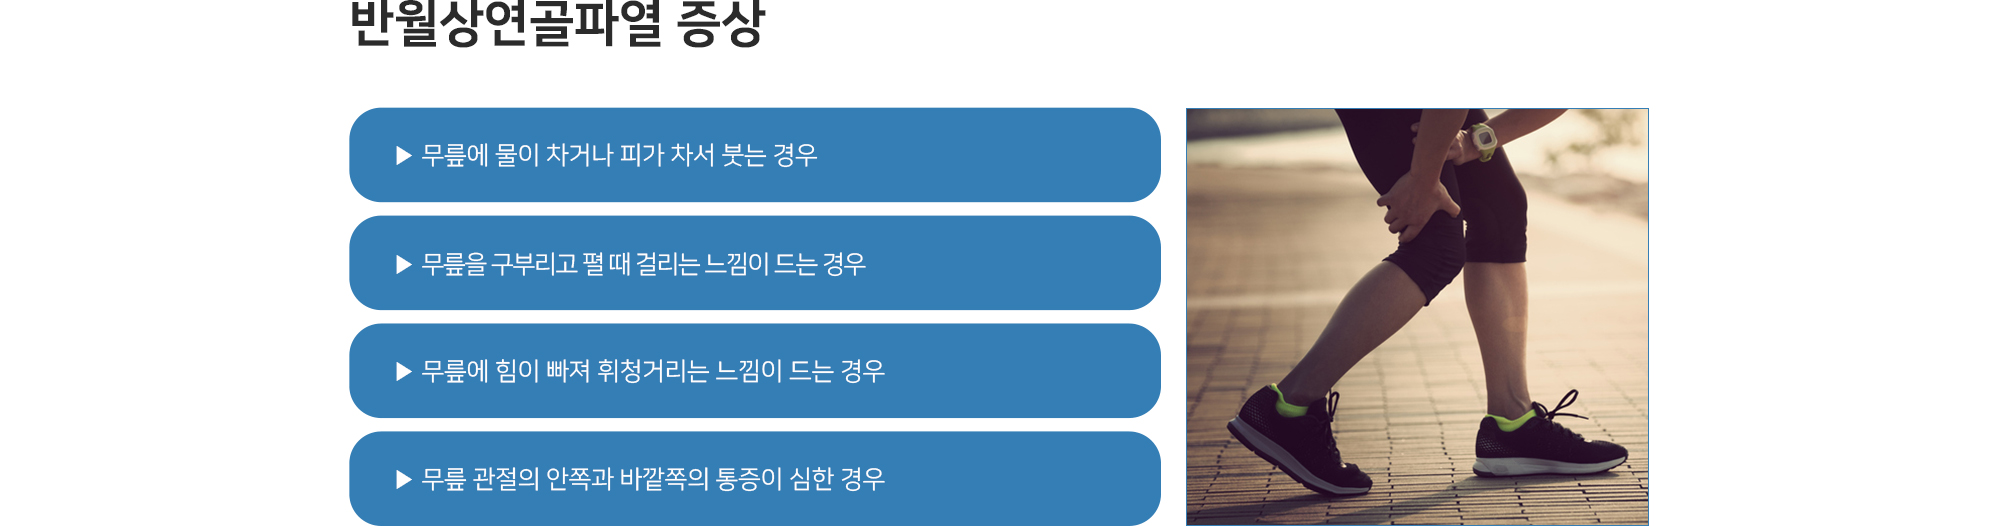 반월상연골파열 증상
▶ 무릎에 물이 차거나 피가 차서 붓는 경우
▶ 무릎을 구부리고 펼 때 걸리는 느낌이 드는 경우
▶ 무릎에 힘이 빠져 휘청거리는 느낌이 드는 경우
▶ 무릎 관절의 안쪽과 바깥쪽의 통증이 심한 경우